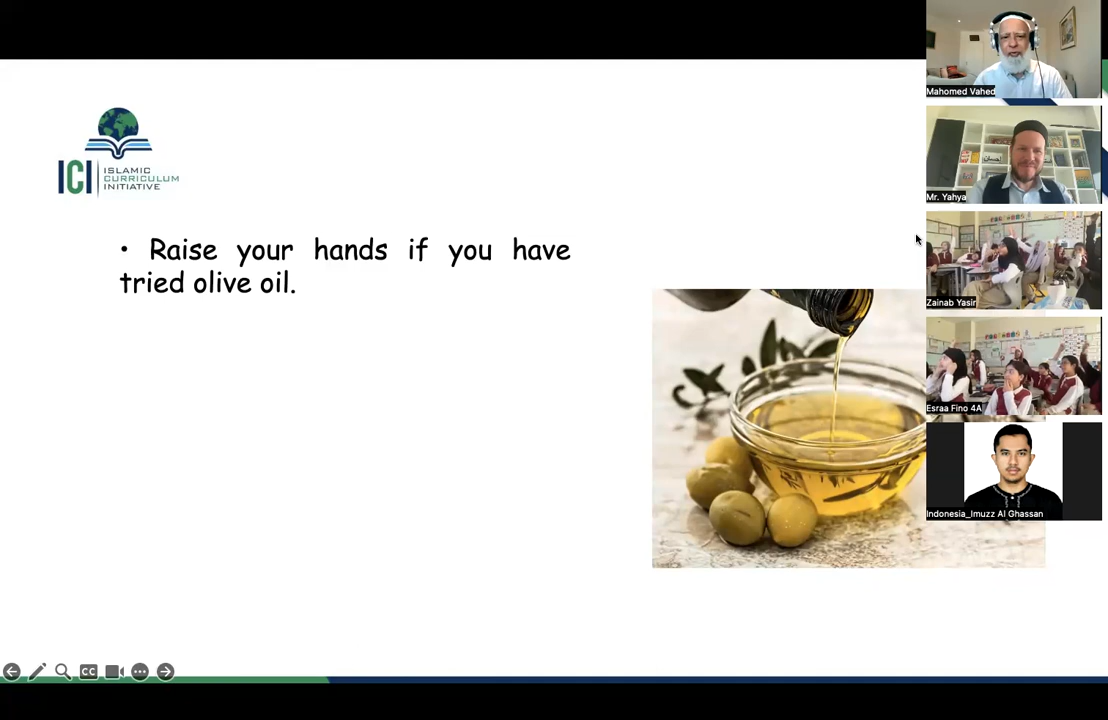 ICI
ISLAMIC
CURRICULUM
INITIATIVE
• Raise your hands if you have
tried olive oil.
Mahomed Vahed
Mr. Yahya
Zainab Yasir
Esraa Fino 4A
Indonesia_Imuzz Al Ghassan
CC